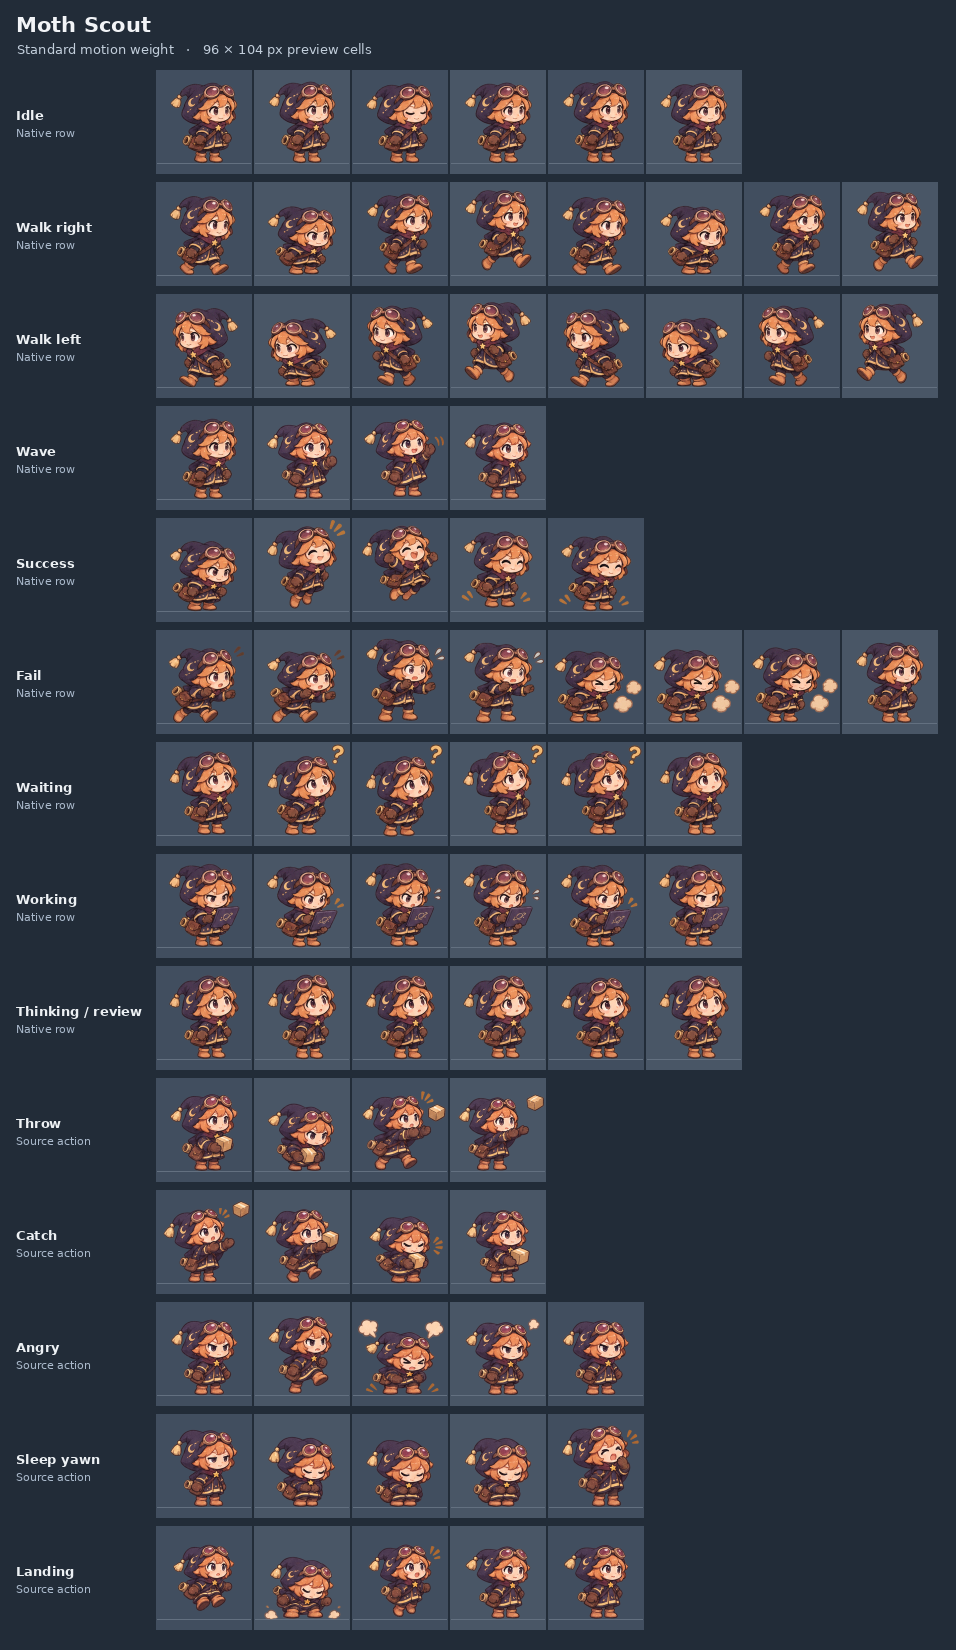 Moth Scout
Standard motion weight · 96 × 104 px preview cells
Idle
Native row
Walk right
Native row
Walk left
Native row
Wave
Native row
Success
Native row
Fail
Native row
Waiting
Native row
? ? ? ?
Working
Native row
Thinking / review
Native row
Throw
Source action
Catch
Source action
Angry
Source action
Sleep yawn
Source action
Landing
Source action